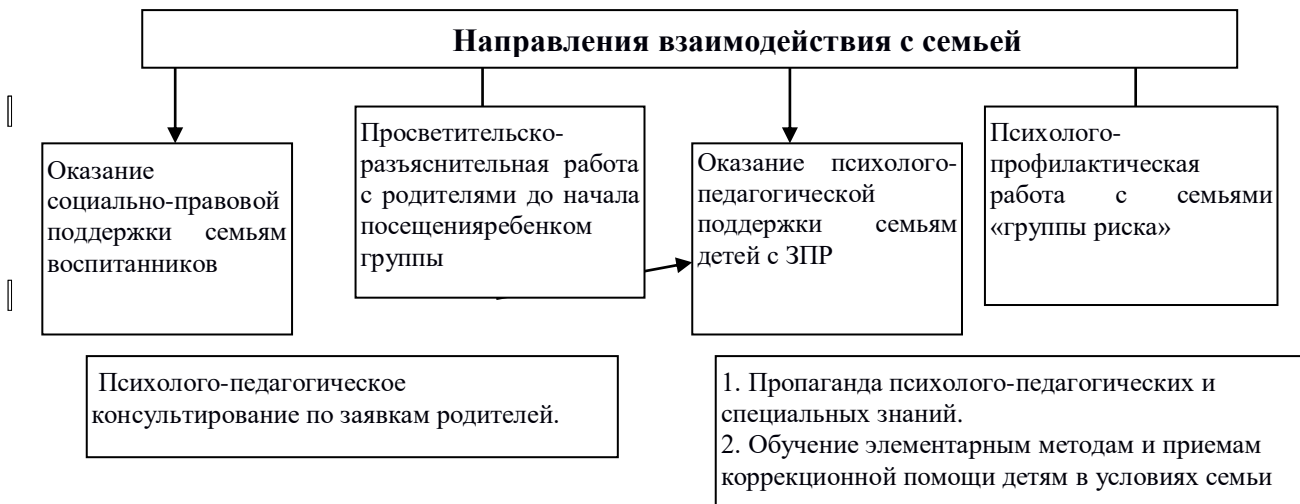 Направления взаимодействия с семьей
Оказание
социально-правовой
поддержки семьям
воспитанников
Просветительско-
разъяснительная работа
с родителями до начала
посещенияребенком
группы
Оказание психолого-
педагогической
поддержки семьям
детей с ЗПР
Психолого-
профилактическая
работа с семьями
«группы риска»
Психолого-педагогическое
консультирование по заявкам родителей.
1. Пропаганда психолого-педагогических и
специальных знаний.
2. Обучение элементарным методам и приемам
коррекционной помощи детям в условиях семьи